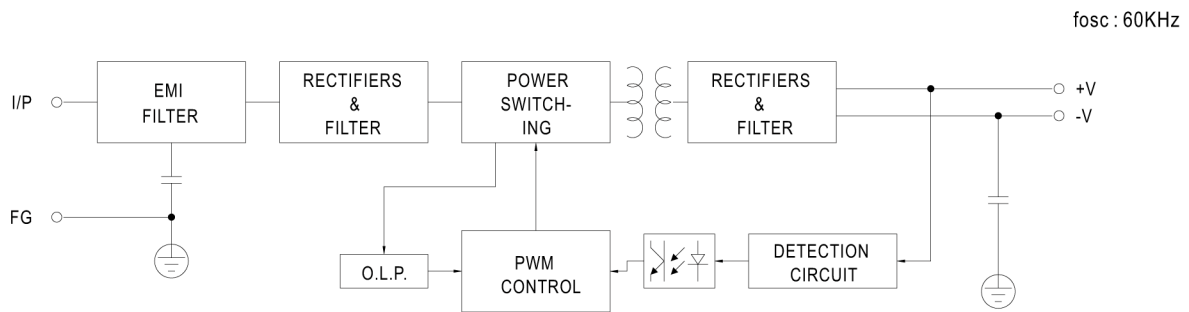 fosc : 60KHz
I/P
EMI
FILTER
RECTIFIERS
&
FILTER
POWER
SWITCH-
ING
RECTIFIERS
&
FILTER
+V
-V
FG
O.L.P.
PWM
CONTROL
DETECTION
CIRCUIT